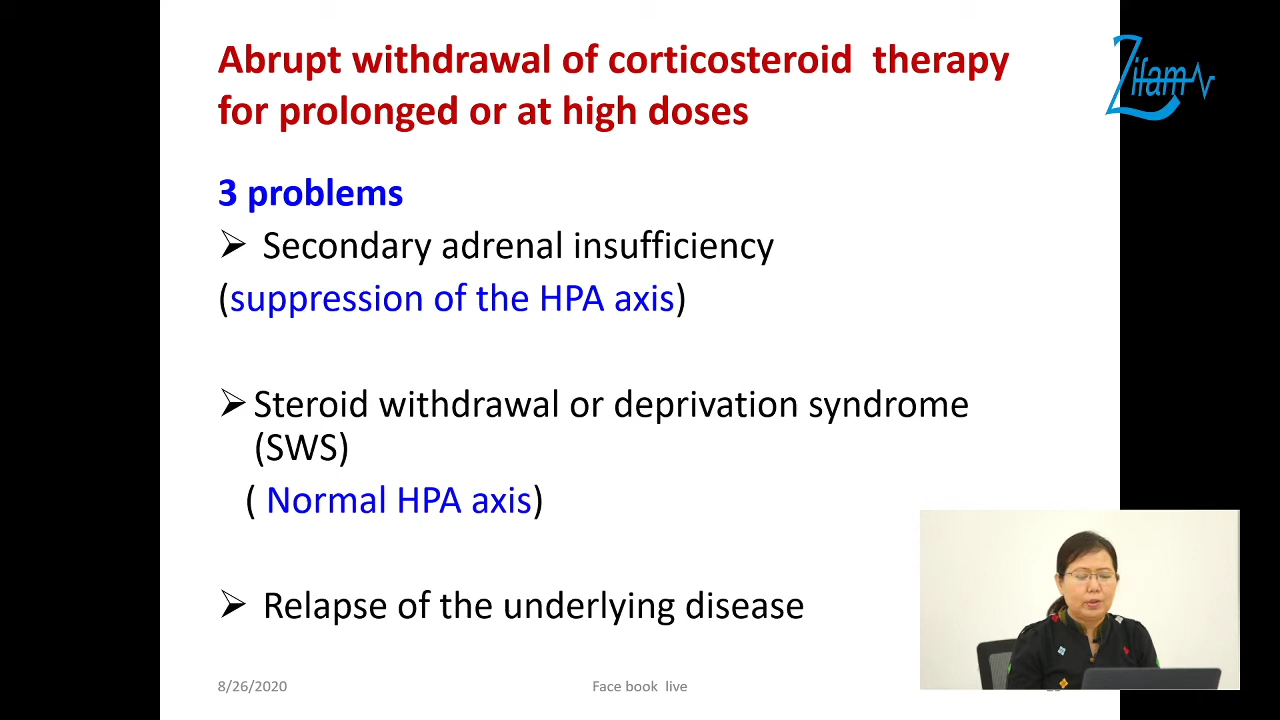 Abrupt withdrawal of corticosteroid therapy
for prolonged or at high doses
Zifam
3 problems
➢ Secondary adrenal insufficiency
(suppression of the HPA axis)
➢ Steroid withdrawal or deprivation syndrome
(SWS)
( Normal HPA axis)
➢ Relapse of the underlying disease
8/26/2020
Face book live